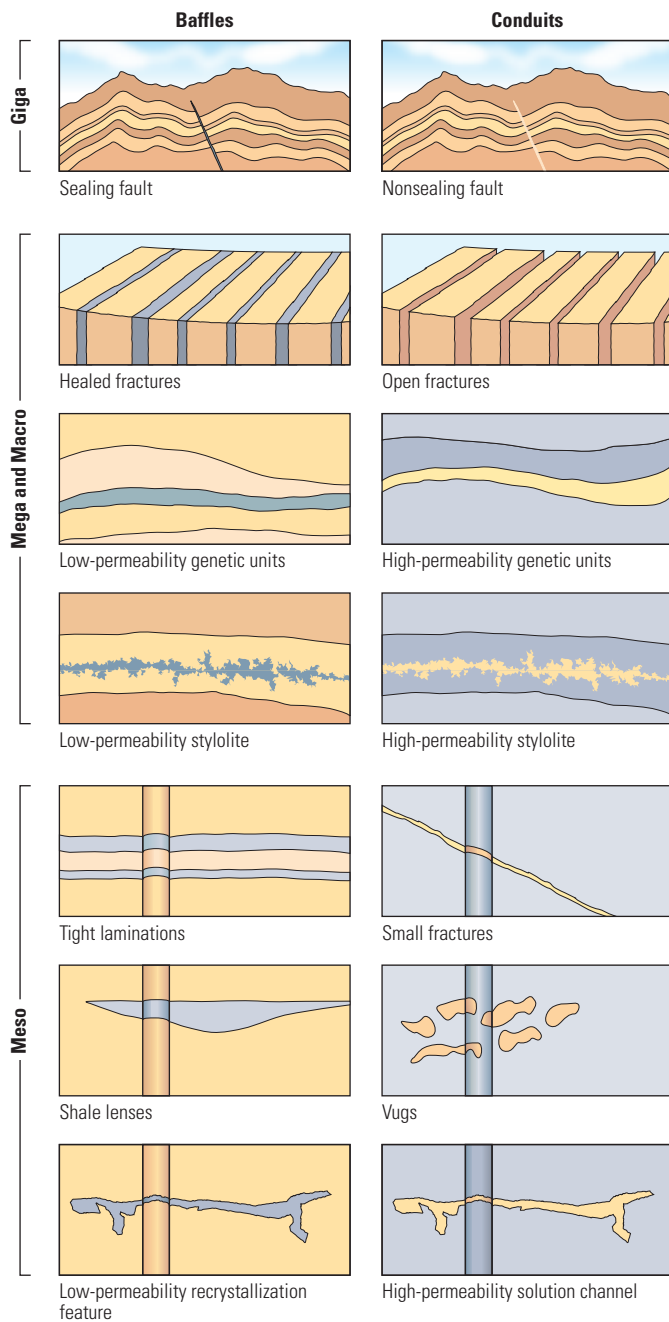 Baffles
Conduits
Giga
Sealing fault
Nonsealing fault
Mega and Macro
Healed fractures
Open fractures
Low-permeability genetic units
High-permeability genetic units
Low-permeability stylolite
High-permeability stylolite
Meso
Tight laminations
Small fractures
Shale lenses
Vugs
Low-permeability recrystallization
feature
High-permeability solution channel